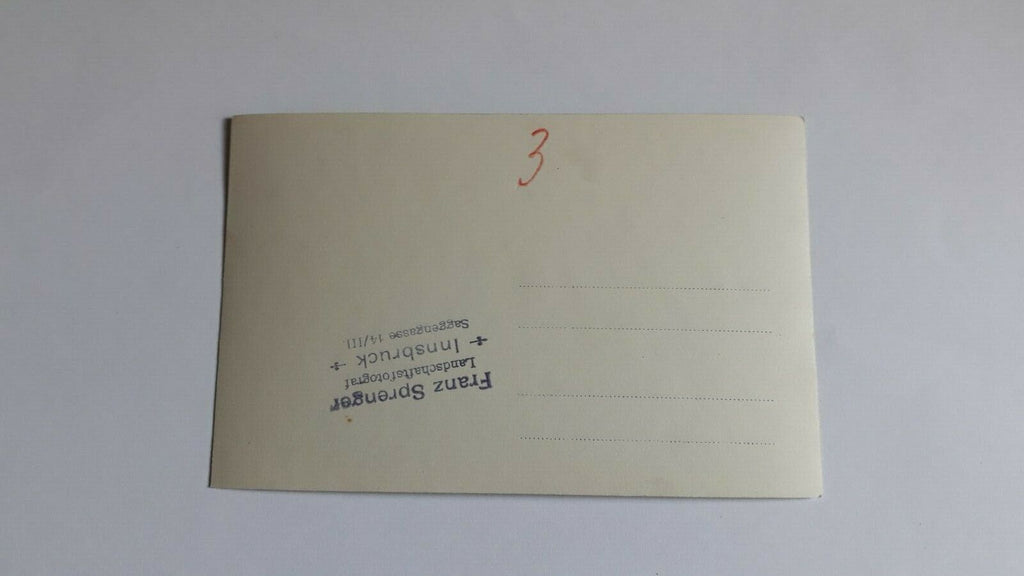 3
Franz Sprenger
Landschaftsfotograf
Innsbruck
Saggengasse 14/III.